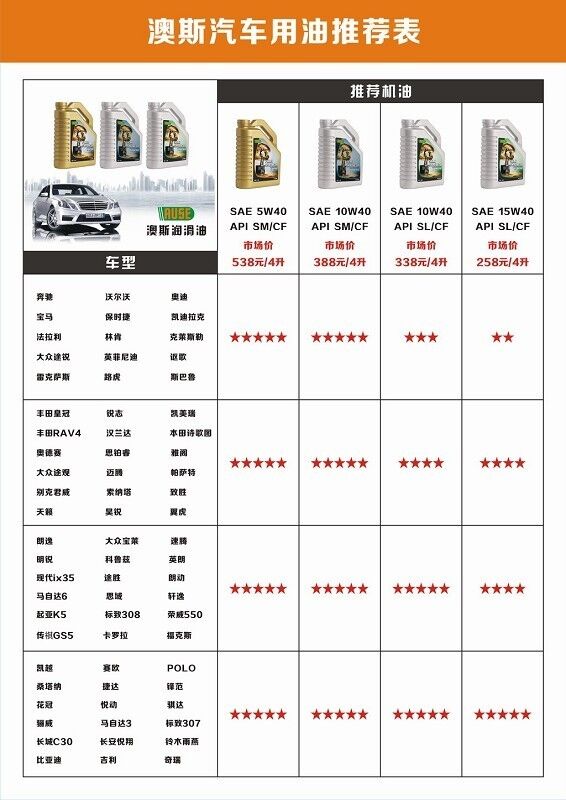 澳斯汽车用油推荐表
推荐机油
AUSE
澳斯润滑油
车型
SAE 5W40
API SM/CF
市场价
538元/4升
SAE 10W40
API SM/CF
市场价
388元/4升
SAE 10W40
API SL/CF
市场价
338元/4升
SAE 15W40
API SL/CF
市场价
258元/4升
奔驰 沃尔沃 奥迪
宝马 保时捷 凯迪拉克
法拉利 林肯 克莱斯勒
大众途锐 英菲尼迪 讴歌
雷克萨斯 路虎 斯巴鲁
★★★★★ ★★★★★ ★★★ ★★
丰田皇冠 锐志 凯美瑞
丰田RAV4 汉兰达 本田诗歌图
奥德赛 思铂睿 雅阁
大众途观 迈腾 帕萨特
别克君威 索纳塔 致胜
天籁 昊锐 翼虎
★★★★★ ★★★★★ ★★★★ ★★★★
朗逸 大众宝莱 速腾
明锐 科鲁兹 英朗
现代ix35 途胜 朗动
马自达6 思域 轩逸
起亚K5 标致308 荣威550
传祺GS5 卡罗拉 福克斯
★★★★★ ★★★★★ ★★★★★ ★★★★
凯越 赛欧 POLO
桑塔纳 捷达 锋范
花冠 悦动 骐达
骊威 马自达3 标致307
长城C30 长安悦翔 铃木雨燕
比亚迪 吉利 奇瑞
★★★★★ ★★★★★ ★★★★★ ★★★★★